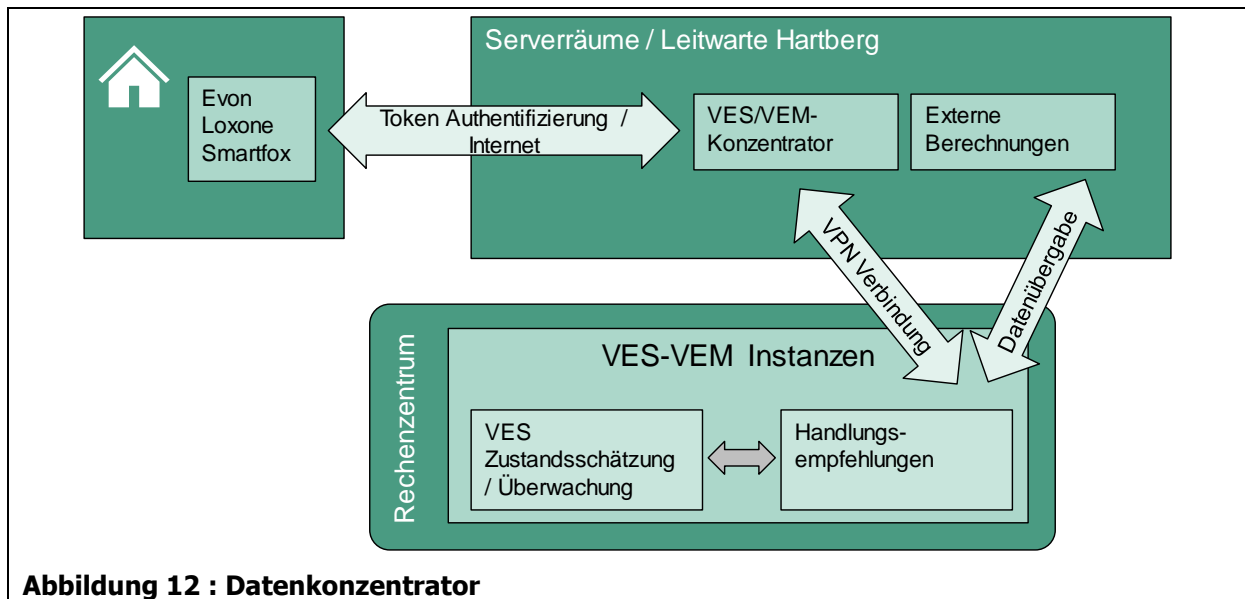 Serverräume / Leitwarte Hartberg
Evon
Loxone
Smartfox
Token Authentifizierung /
Internet
VES/VEM-
Konzentrator
Externe
Berechnungen
VPN Verbindung
Datenübergabe
Rechenzentrum
VES-VEM Instanzen
VES
Zustandsschätzung
/ Überwachung
Handlungs-
empfehlungen
Abbildung 12 : Datenkonzentrator